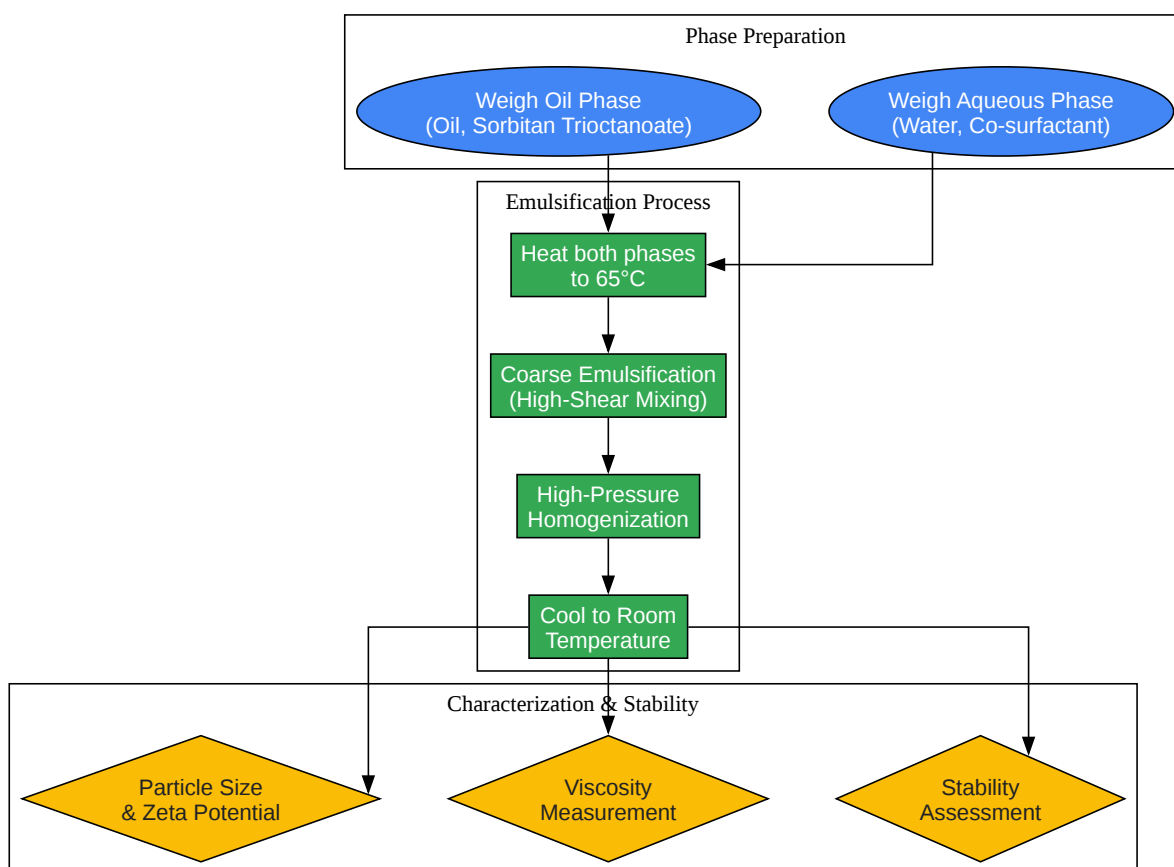 Phase Preparation
Weigh Oil Phase
(Oil, Sorbitan Trioctanoate)
Weigh Aqueous Phase
(Water, Co-surfactant)
Emulsification Process
Heat both phases
to 65°C
Coarse Emulsification
(High-Shear Mixing)
High-Pressure
Homogenization
Cool to Room
Temperature
Characterization & Stability
Particle Size
& Zeta Potential
Viscosity
Measurement
Stability
Assessment